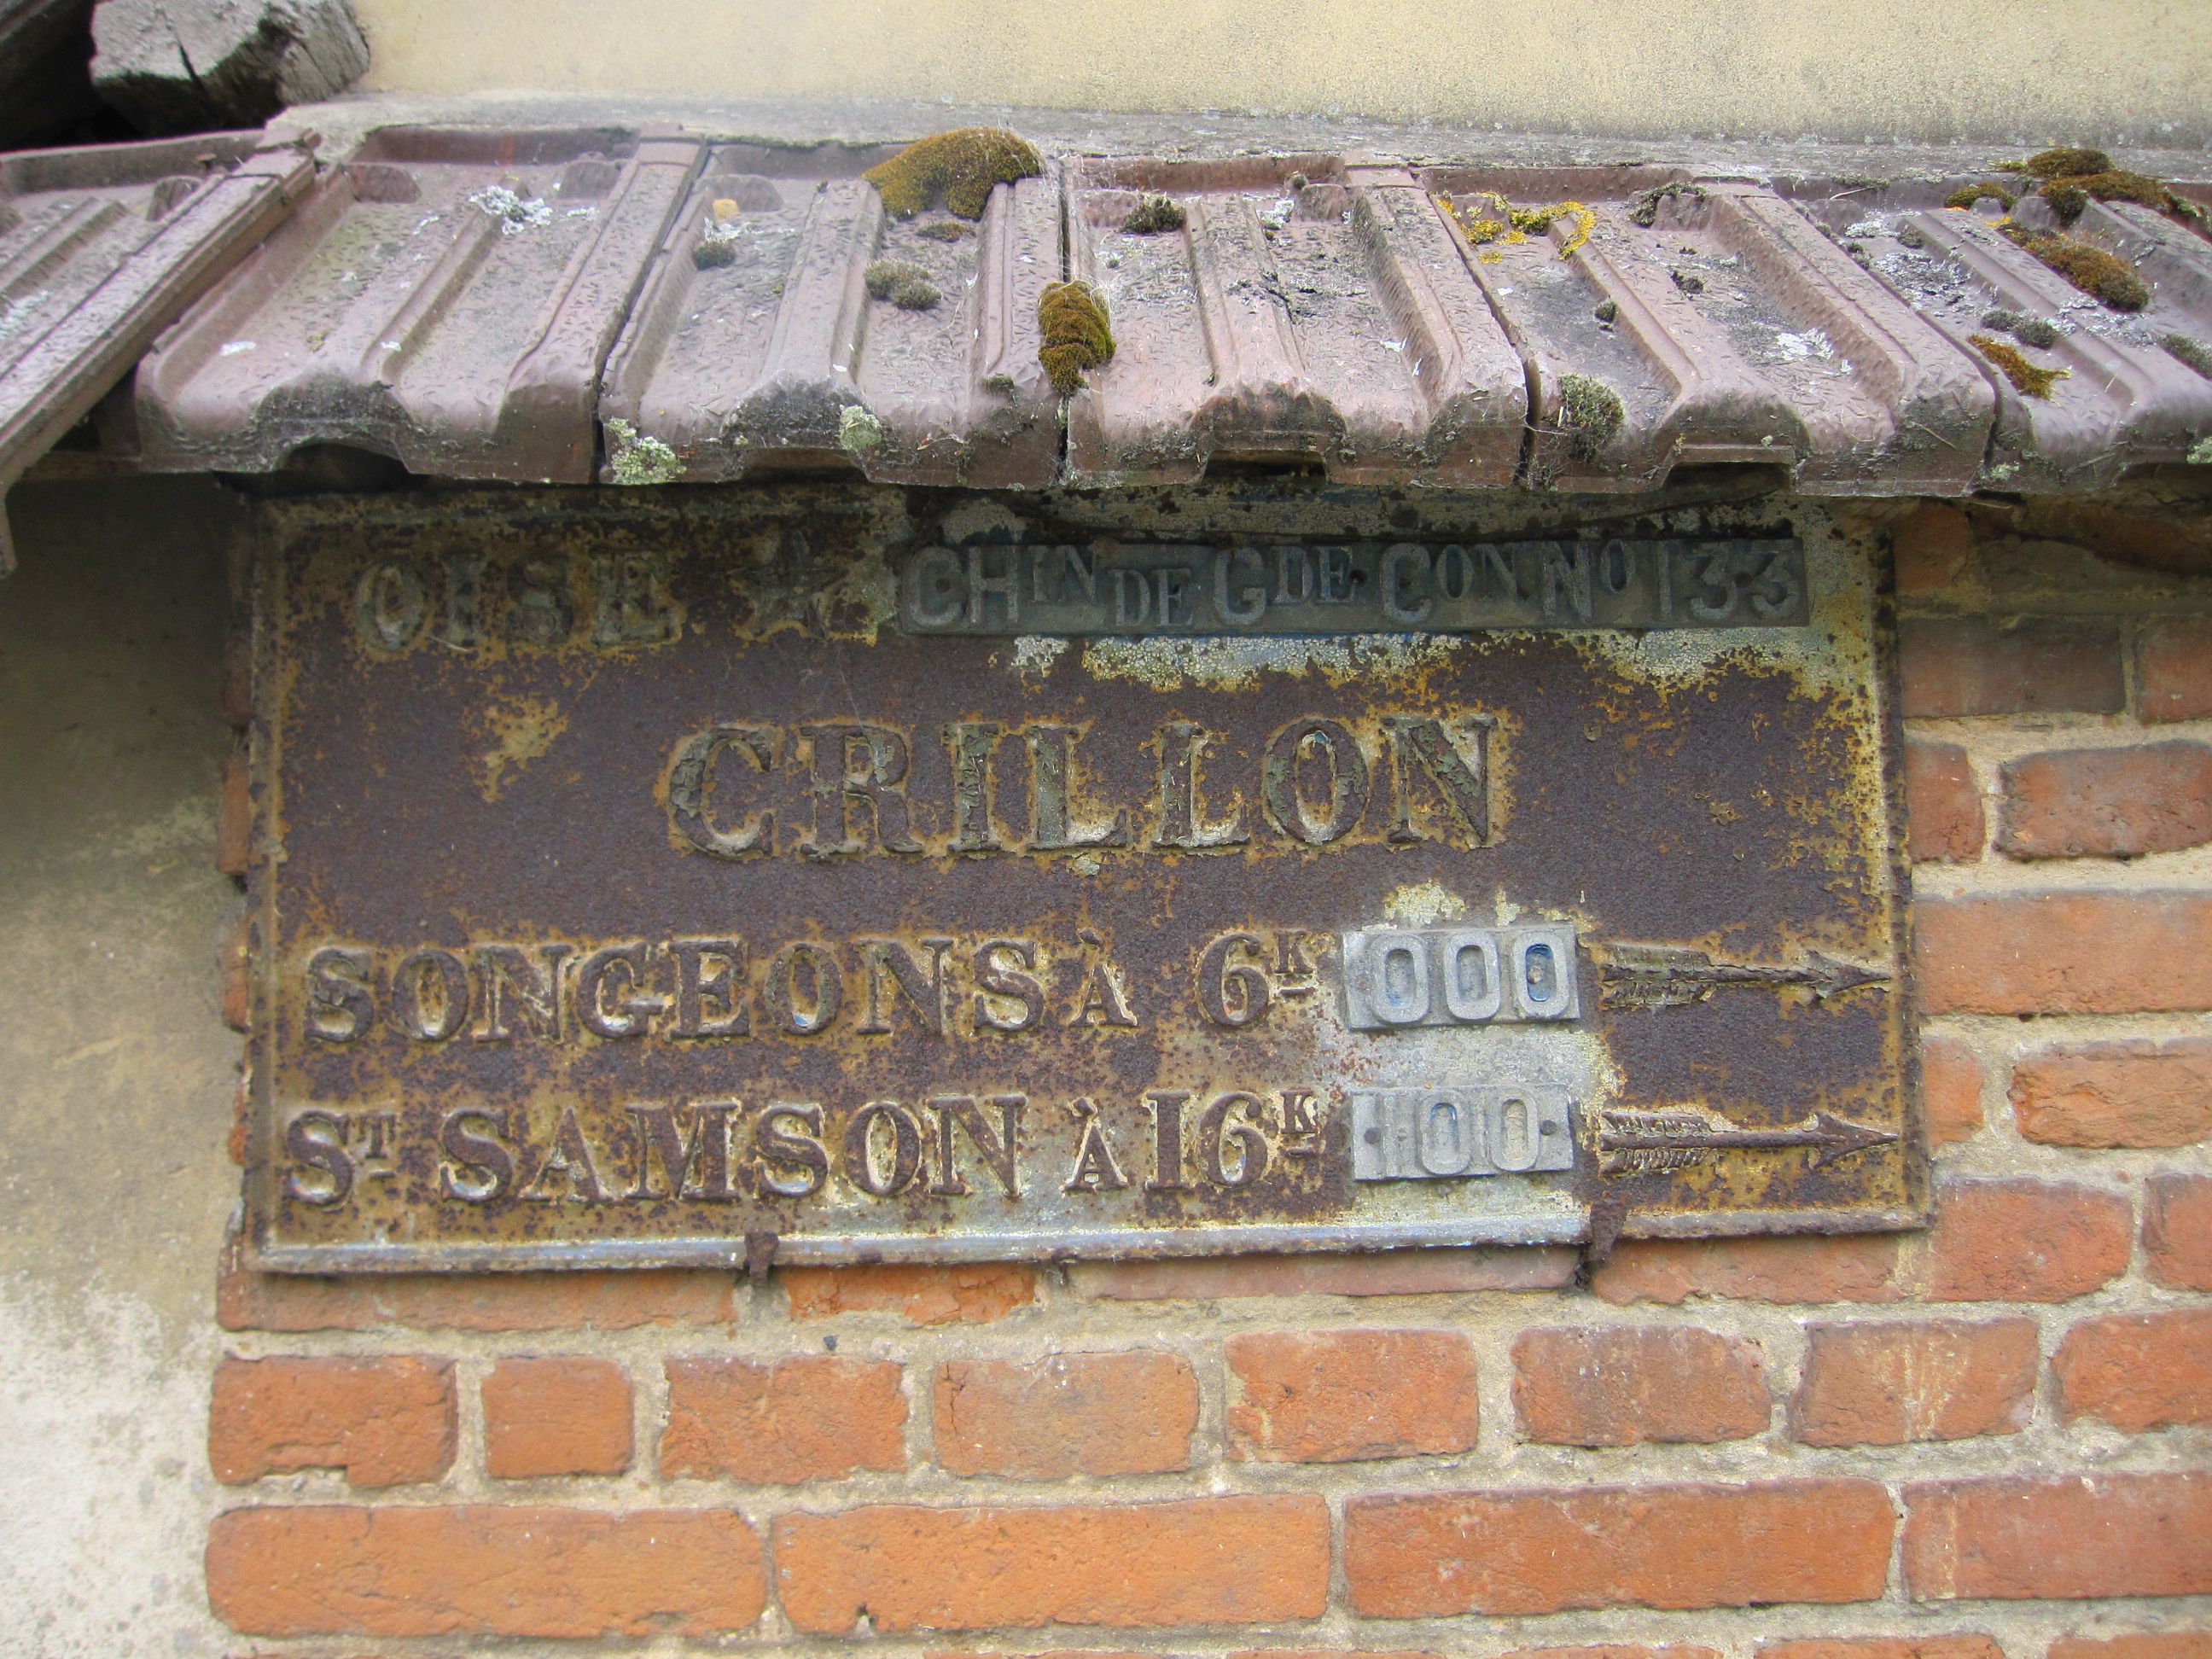 OISE ★ CHIN DE GDE CON NO 133
CRILLON
SONGEONS À 6K 000
ST SAMSON À 16K 100